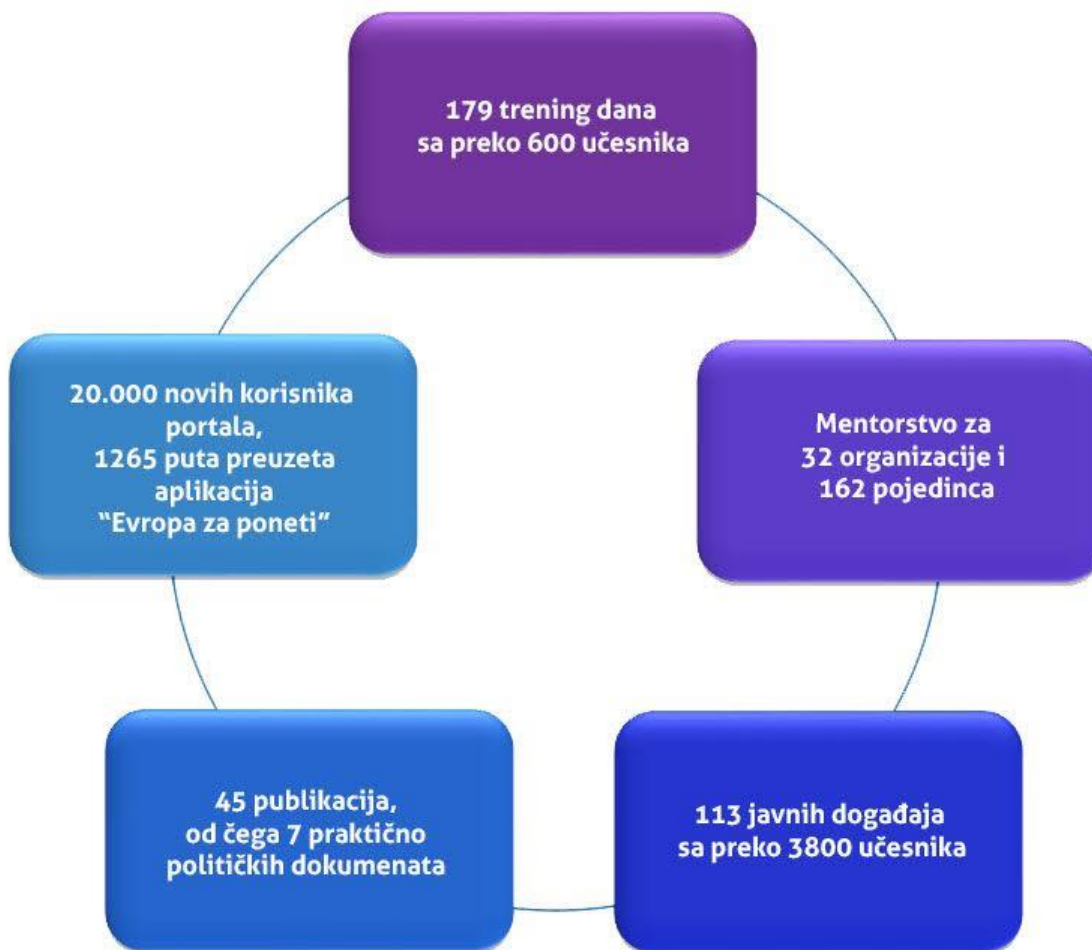 179 trening dana
sa preko 600 učesnika
20.000 novih korisnika
portala,
1265 puta preuzeta
aplikacija
"Evropa za poneti”
Mentorstvo za
32 organizacije i
162 pojedinca
45 publikacija,
od čega 7 praktično
političkih dokumenata
113 javnih događaja
sa preko 3800 učesnika